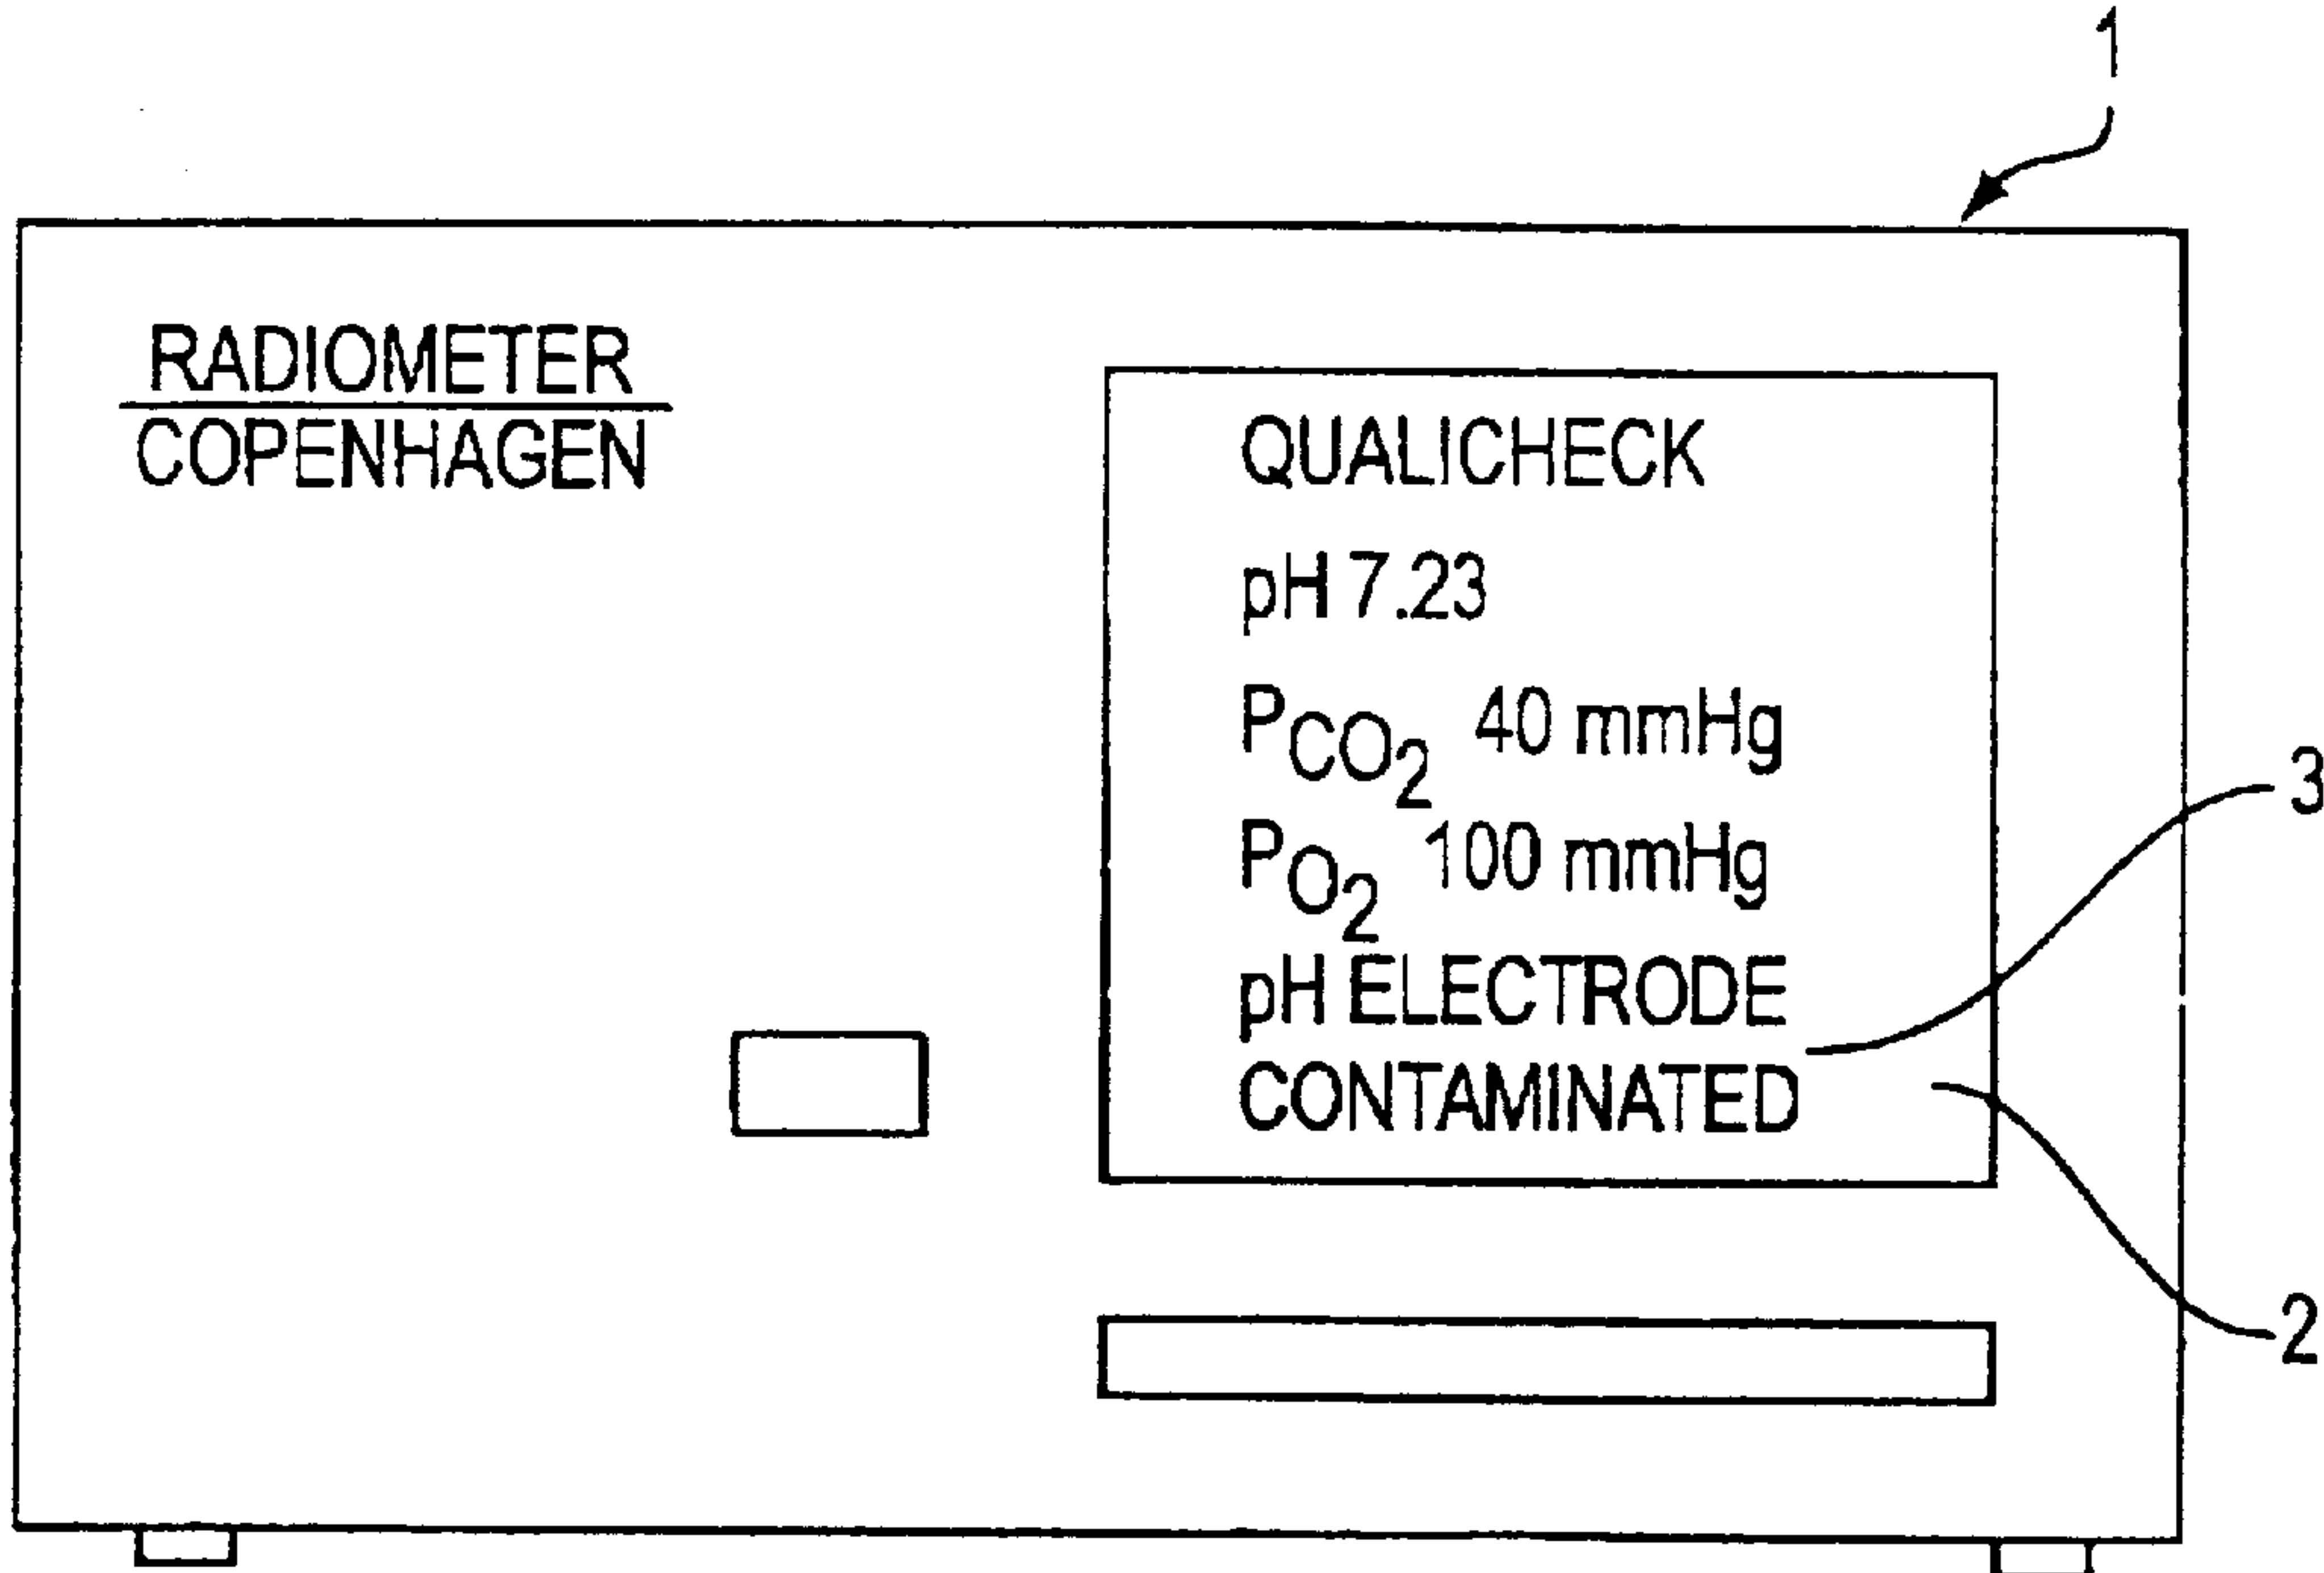 1
RADIOMETER
COPENHAGEN
QUALICHECK
pH 7.23
PCO2 40 mmHg
PO2 100 mmHg
pH ELECTRODE
CONTAMINATED
3
2